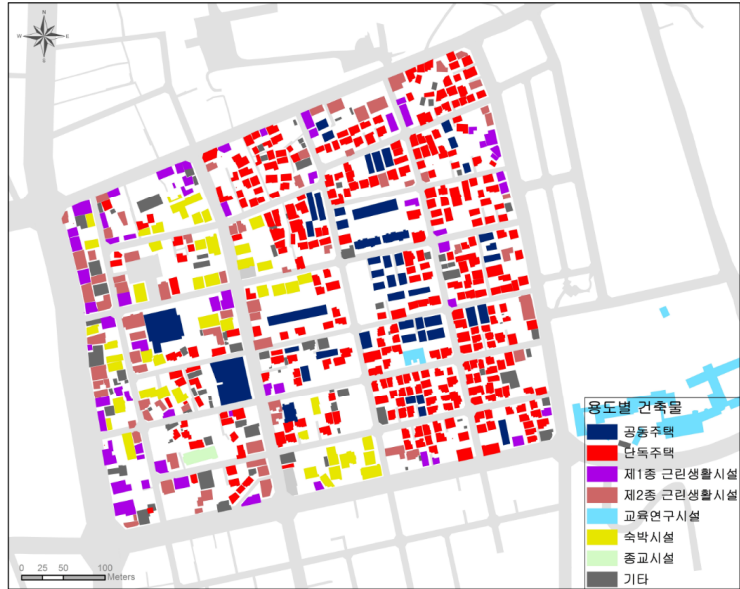 N
W
E
S
용도별 건축물
공동주택
단독주택
제1종 근린생활시설
제2종 근린생활시설
교육연구시설
숙박시설
종교시설
기타
0 25 50 100
Meters